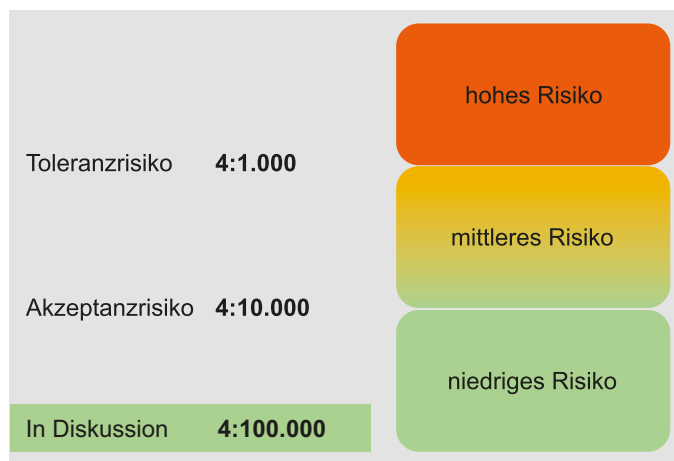 hohes Risiko
Toleranzrisiko 4:1.000
mittleres Risiko
Akzeptanzrisiko 4:10.000
niedriges Risiko
In Diskussion 4:100.000